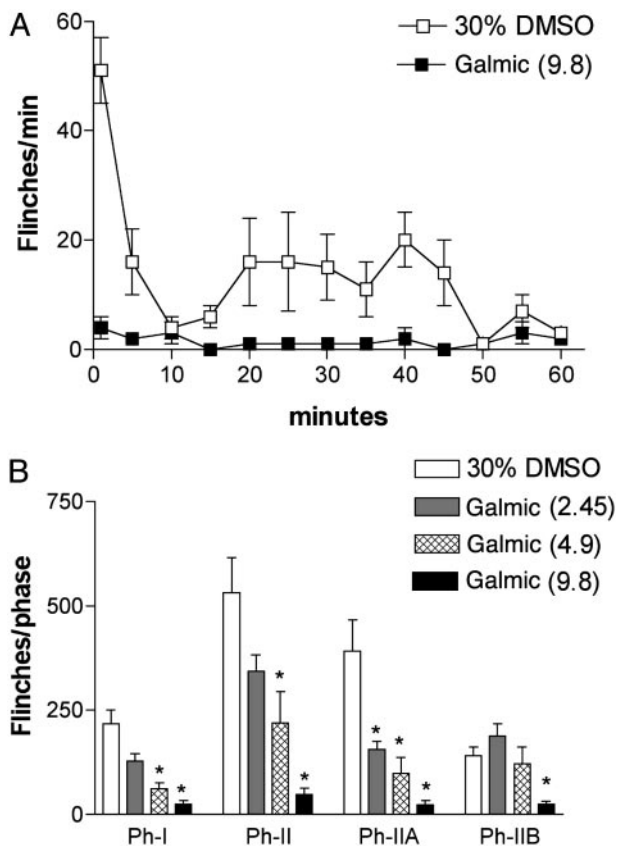 A
60
40
20
0
Flinches/min
30% DMSO
Galmic (9.8)
0 10 20 30 40 50 60
minutes
B
750
500
250
0
Flinches/phase
30% DMSO
Galmic (2.45)
Galmic (4.9)
Galmic (9.8)
* * * * * * * *
Ph-I Ph-II Ph-IIA Ph-IIB